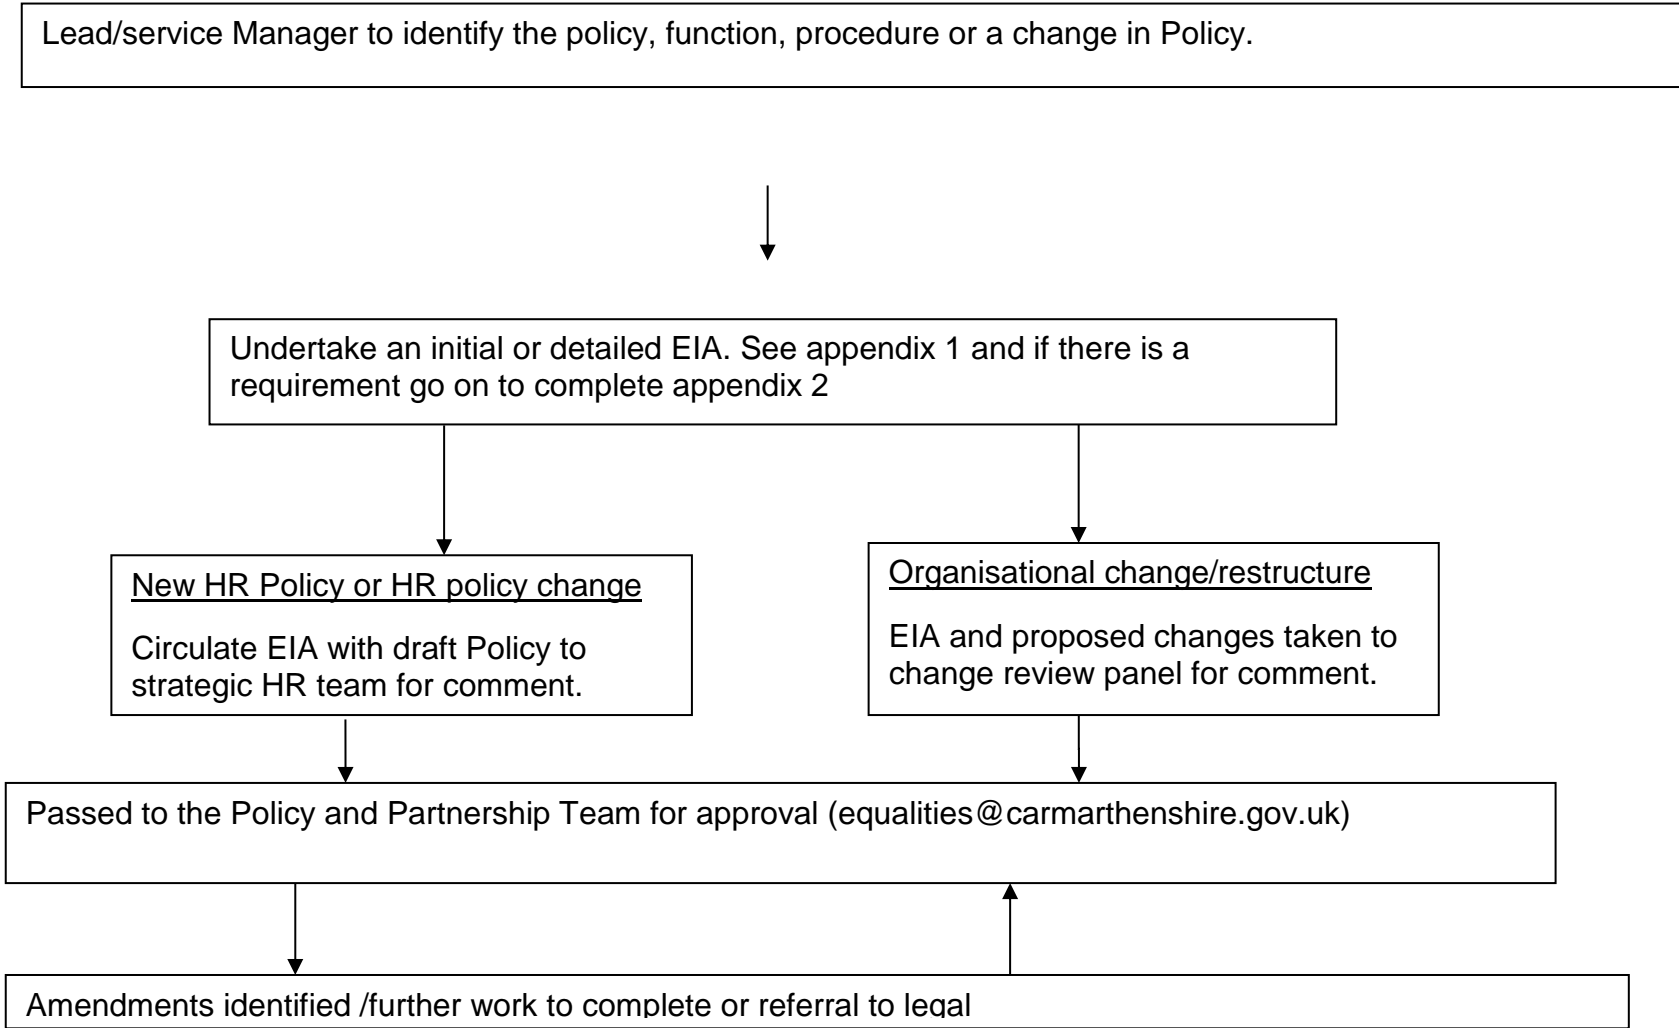 Lead/service Manager to identify the policy, function, procedure or a change in Policy.
Undertake an initial or detailed EIA. See appendix 1 and if there is a
requirement go on to complete appendix 2
New HR Policy or HR policy change
Circulate EIA with draft Policy to
strategic HR team for comment.
Organisational change/restructure
EIA and proposed changes taken to
change review panel for comment.
Passed to the Policy and Partnership Team for approval (equalities@carmarthenshire.gov.uk)
Amendments identified /further work to complete or referral to legal